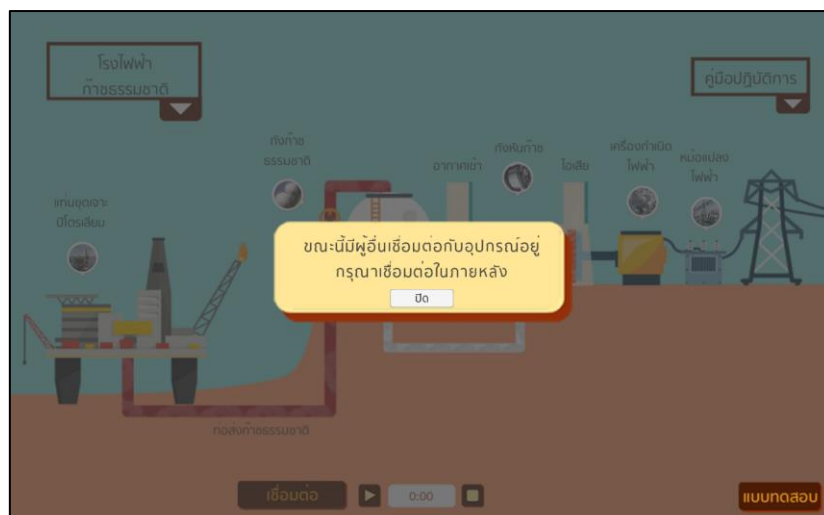 โรงไฟฟ้า
ก๊าซธรรมชาติ
คู่มือปฏิบัติการ
ถังก๊าซ
ธรรมชาติ
อากาศเข้า
กังหันก๊าซ
ไอเสีย
เครื่องกำเนิด
ไฟฟ้า
หม้อแปลง
ไฟฟ้า
แท่นขุดเจาะ
ปิโตรเลียม
ขณะนี้มีผู้อื่นเชื่อมต่อกับอุปกรณ์อยู่
กรุณาเชื่อมต่อในภายหลัง
ปิด
ท่อส่งก๊าซธรรมชาติ
เชื่อมต่อ
0:00
แบบทดสอบ